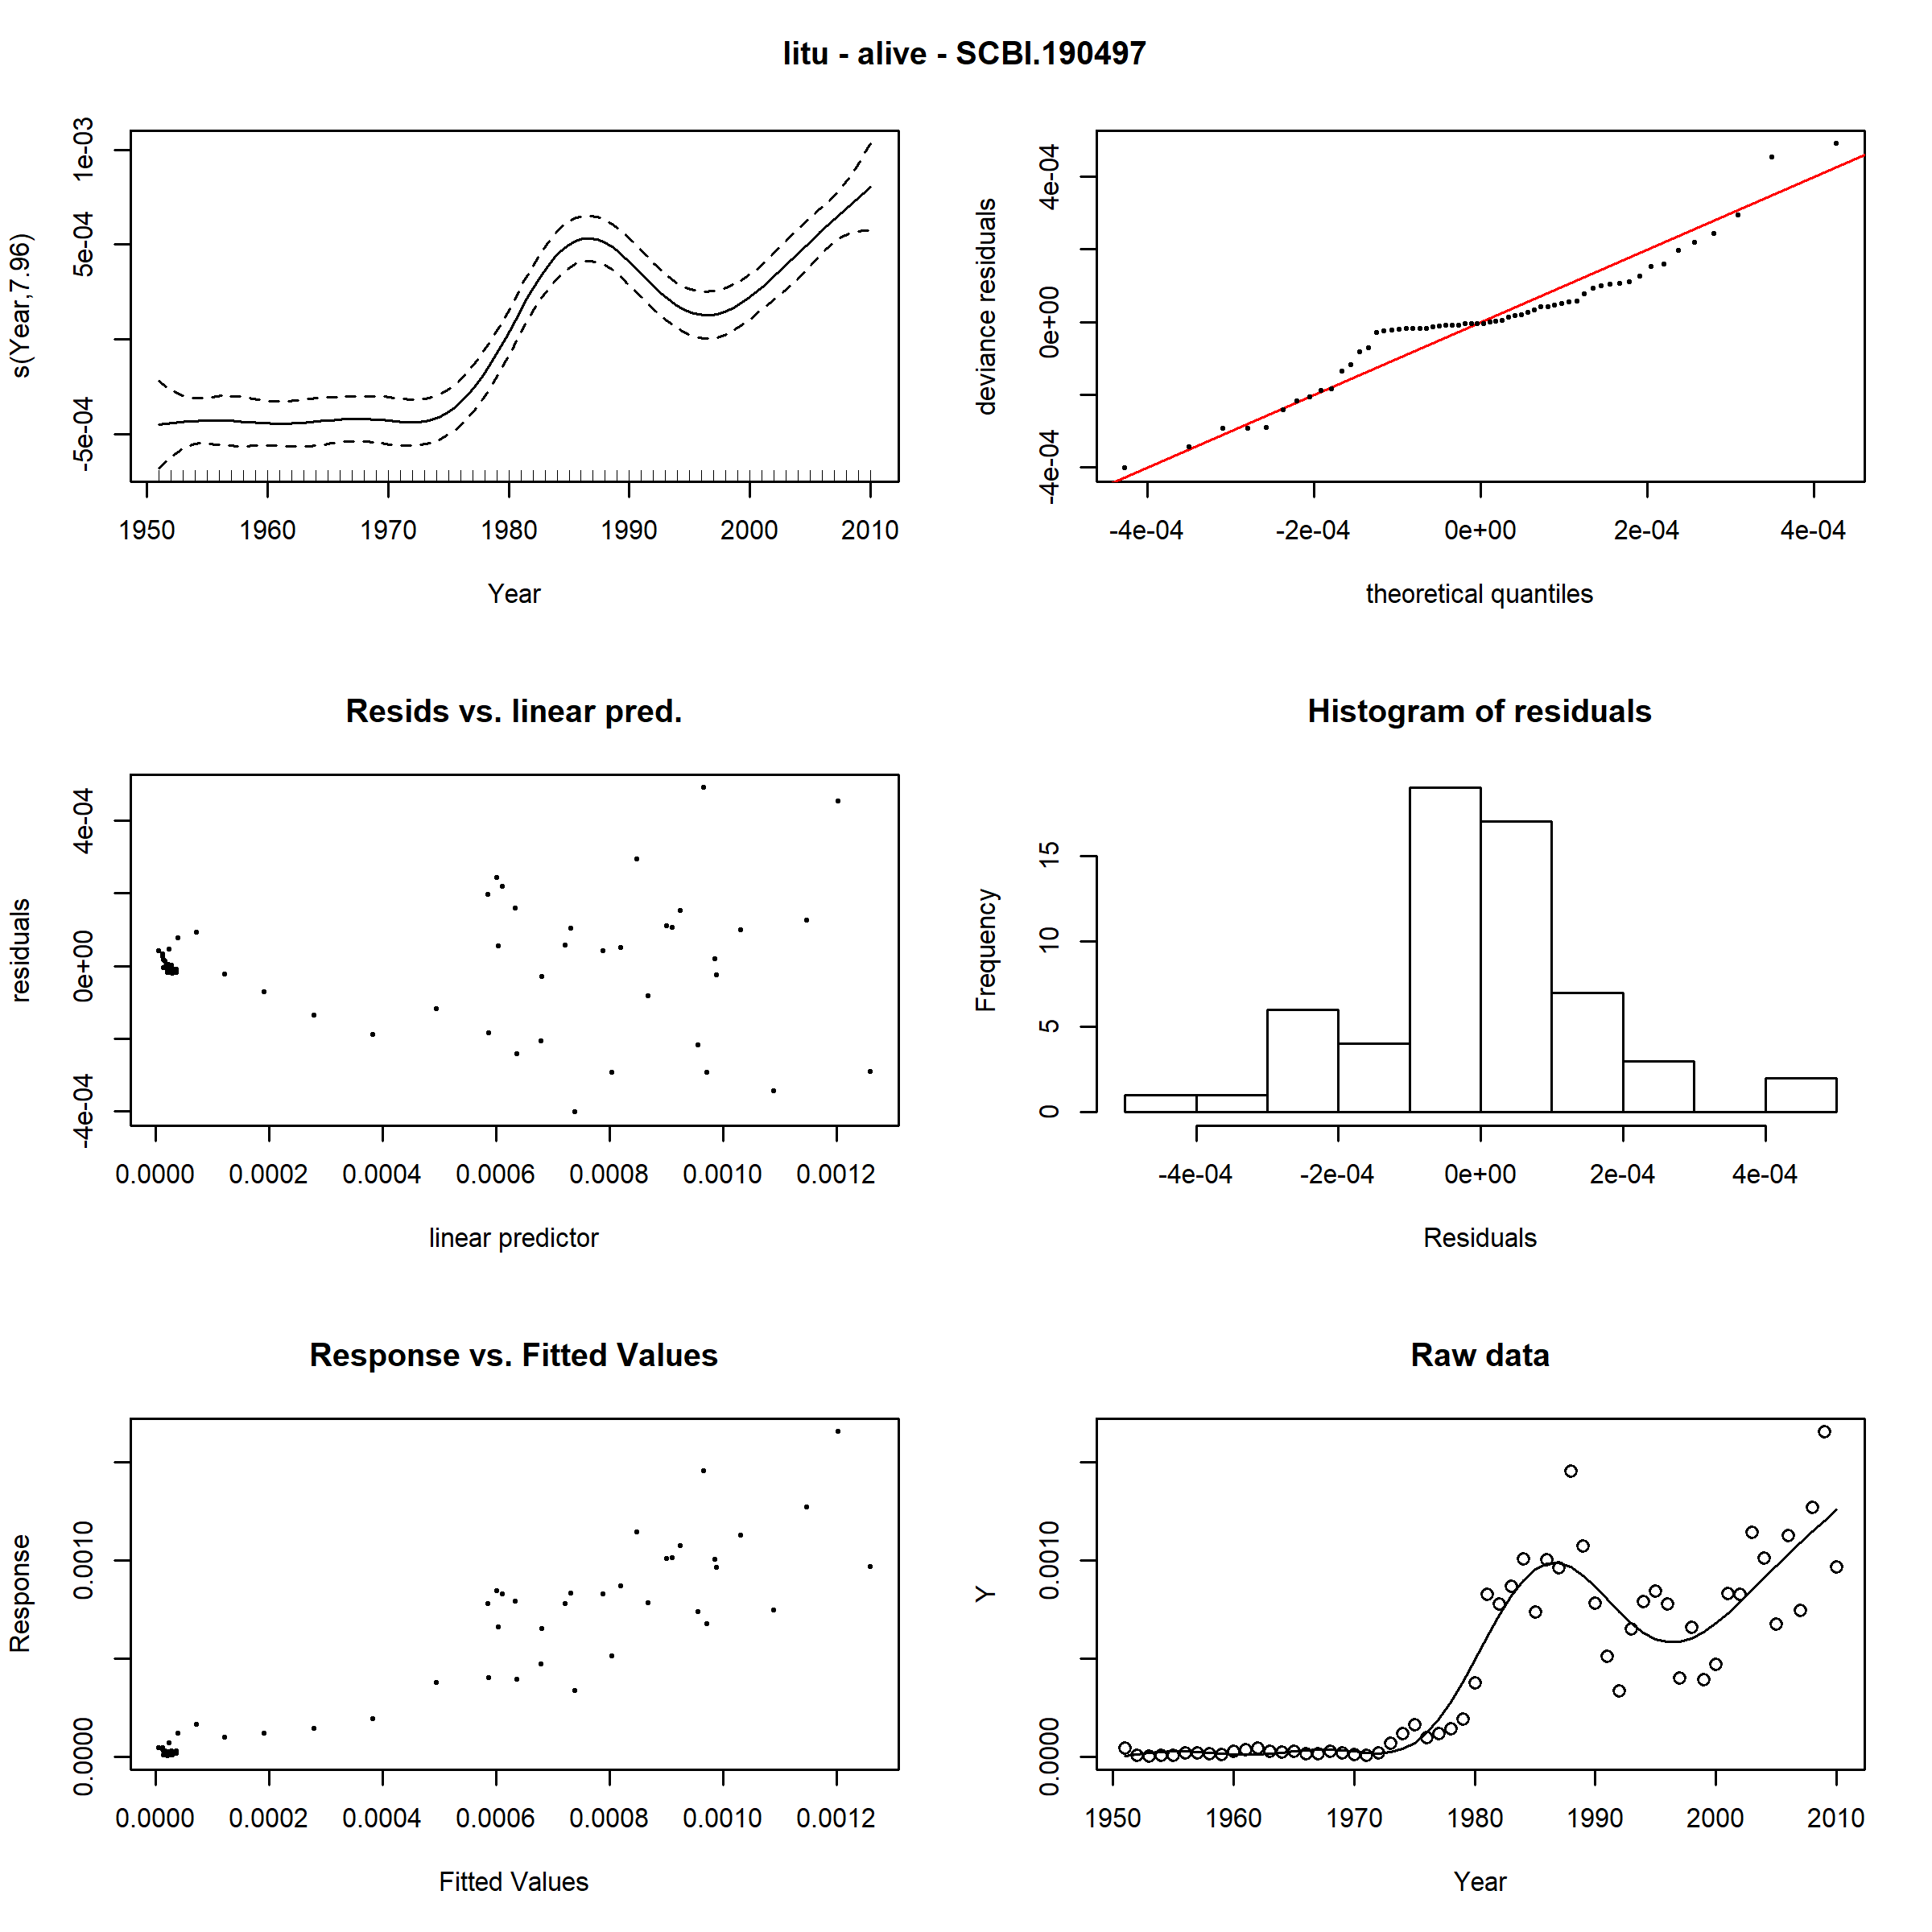 litu - alive - SCBI.190497
s(Year,7.96)
-5e-04 5e-04 1e-03
1950 1960 1970 1980 1990 2000 2010
Year
deviance residuals
-4e-04 0e+00 4e-04
-4e-04 -2e-04 0e+00 2e-04 4e-04
theoretical quantiles
Resids vs. linear pred.
residuals
-4e-04 0e+00 4e-04
0.0000 0.0002 0.0004 0.0006 0.0008 0.0010 0.0012
linear predictor
Histogram of residuals
Frequency
0 5 10 15
-4e-04 -2e-04 0e+00 2e-04 4e-04
Residuals
Response vs. Fitted Values
Response
0.0000 0.0010
0.0000 0.0002 0.0004 0.0006 0.0008 0.0010 0.0012
Fitted Values
Raw data
Y
0.0000 0.0010
1950 1960 1970 1980 1990 2000 2010
Year